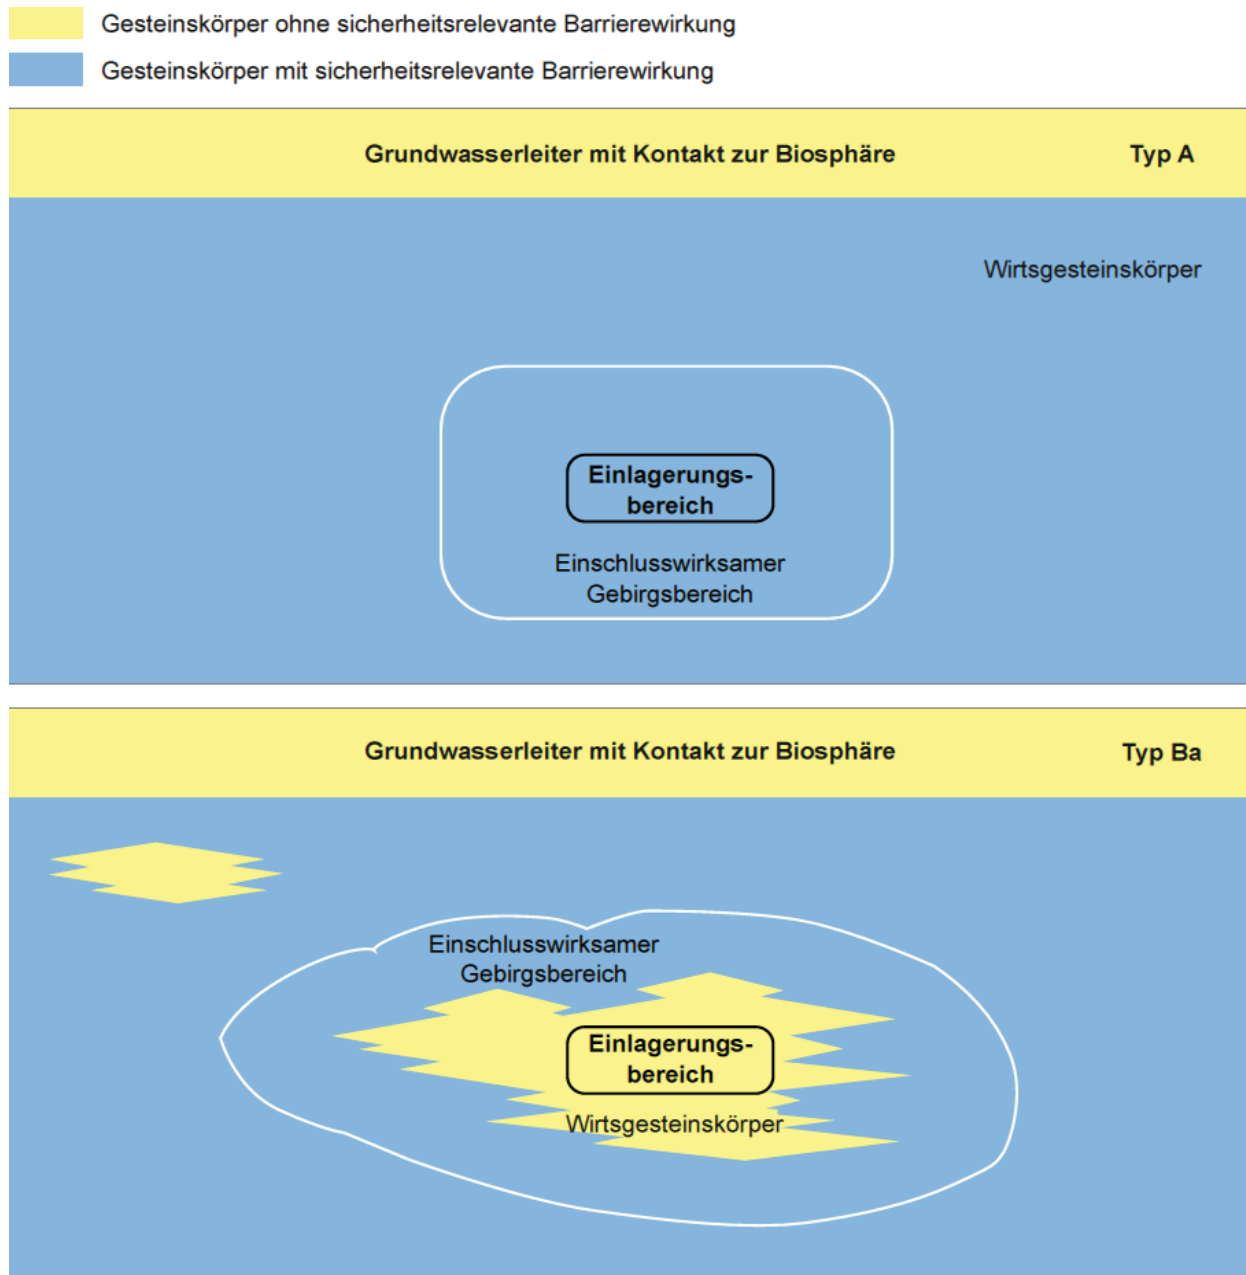 Gesteinskörper ohne sicherheitsrelevante Barrierewirkung
Gesteinskörper mit sicherheitsrelevante Barrierewirkung
Grundwasserleiter mit Kontakt zur Biosphäre
Typ A
Wirtsgesteinskörper
Einlagerungs-
bereich
Einschlusswirksamer
Gebirgsbereich
Grundwasserleiter mit Kontakt zur Biosphäre
Typ Ba
Einschlusswirksamer
Gebirgsbereich
Einlagerungs-
bereich
Wirtsgesteinskörper